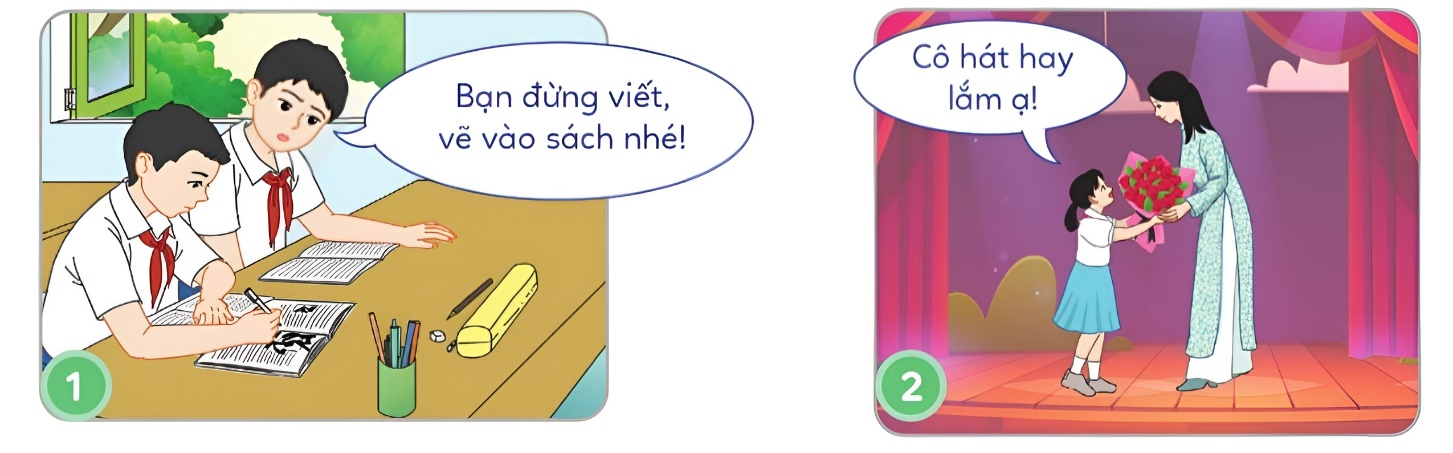 Bạn đừng viết,
vẽ vào sách nhé!
1
Cô hát hay
lắm ạ!
2